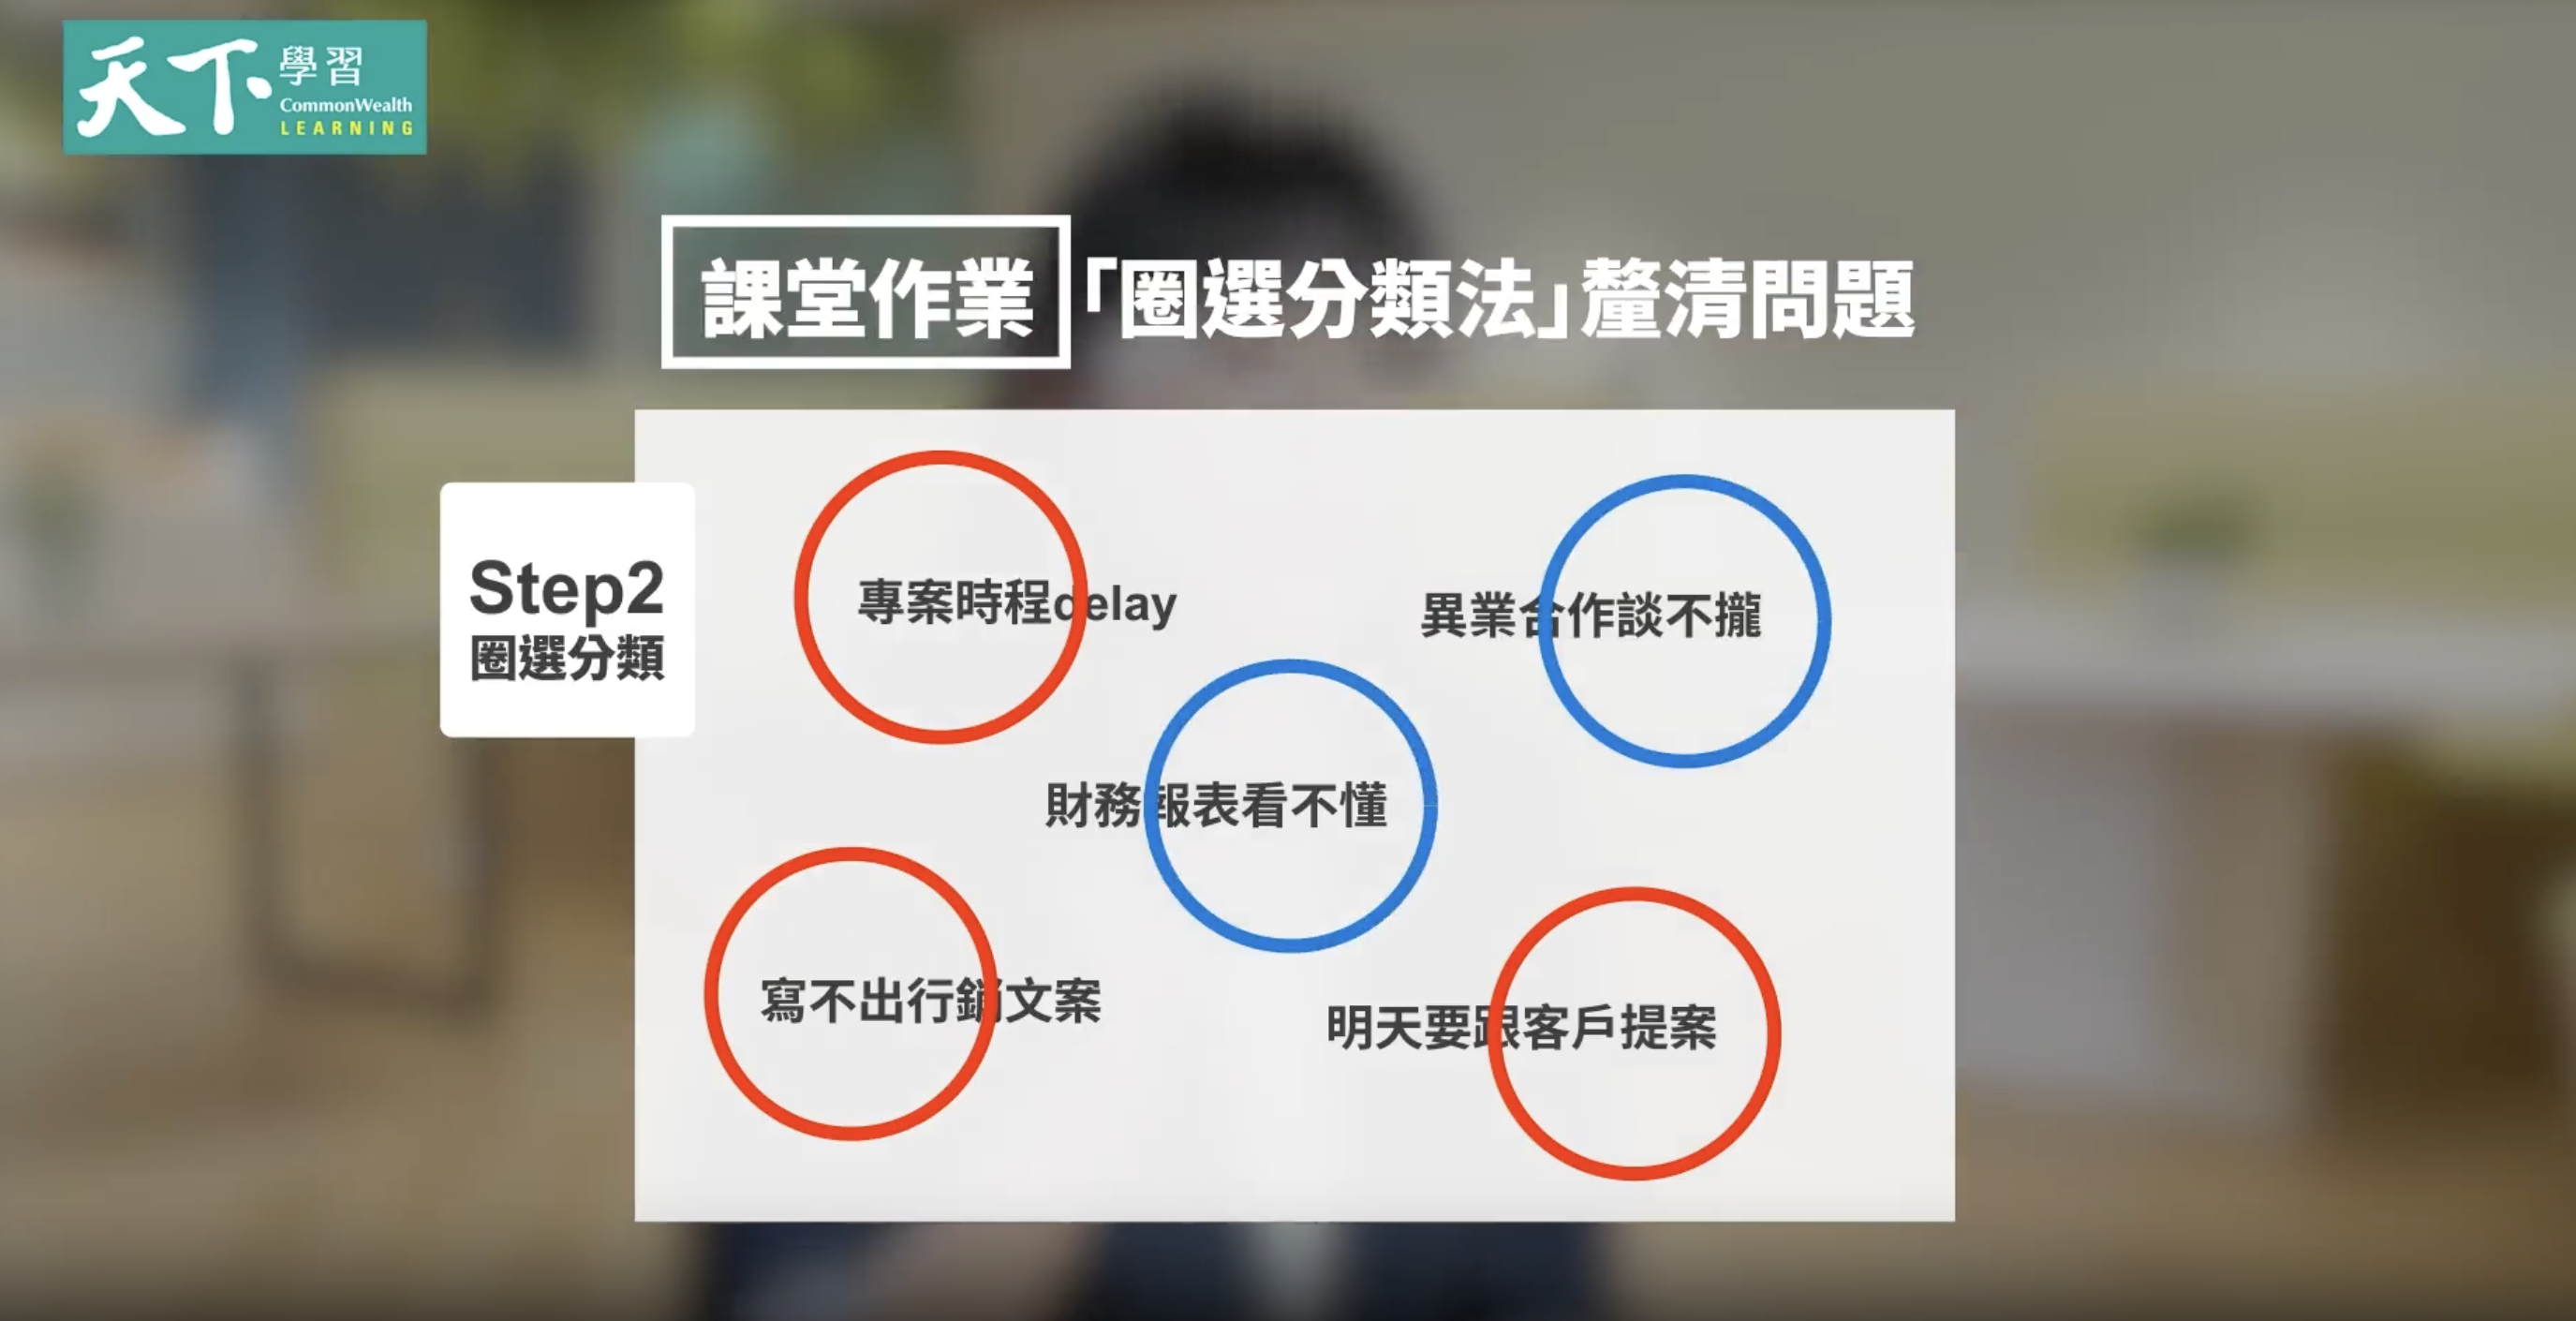 天下學習
CommonWealth
LEARNING
課堂作業「圈選分類法」釐清問題
Step2
圈選分類
專案時程delay
異業合作談不攏
財務報表看不懂
寫不出行銷文案
明天要跟客戶提案